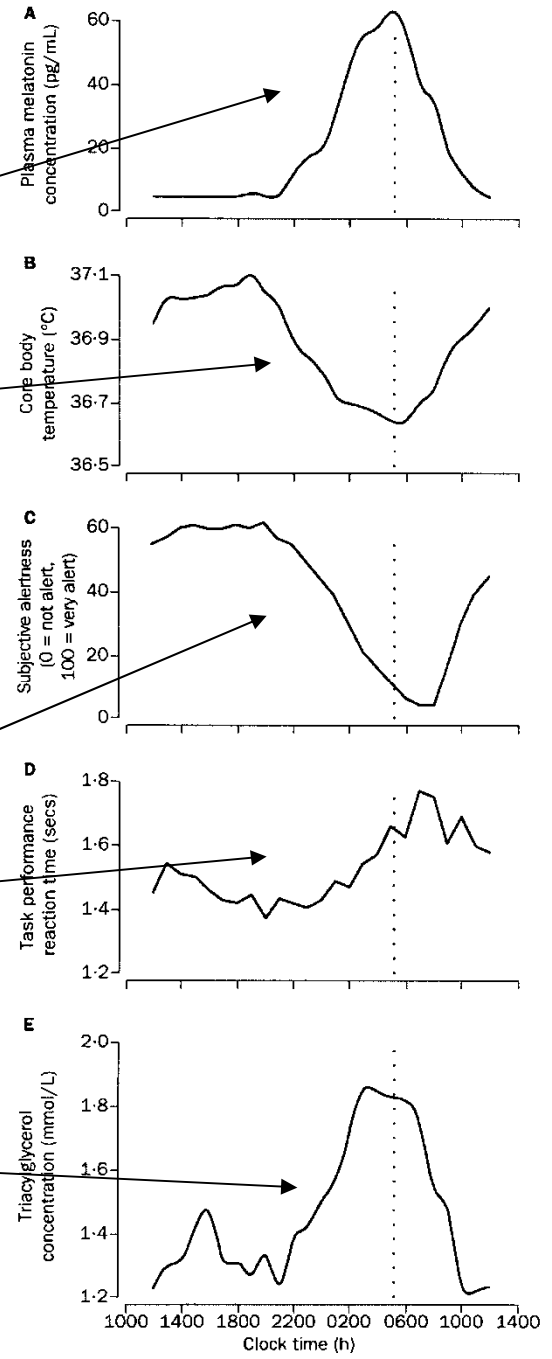 A
Plasma melatonin
concentration (pg/mL)
60
40
20
0
B
Core body
temperature (°C)
37·1
36·9
36·7
36·5
C
Subjective alertness
(0 = not alert,
100 = very alert)
60
40
20
0
D
Task performance
reaction time (secs)
1·8
1·6
1·4
1·2
E
Triacylglycerol
concentration (mmol/L)
2·0
1·8
1·6
1·4
1·2
1000 1400 1800 2200 0200 0600 1000 1400
Clock time (h)